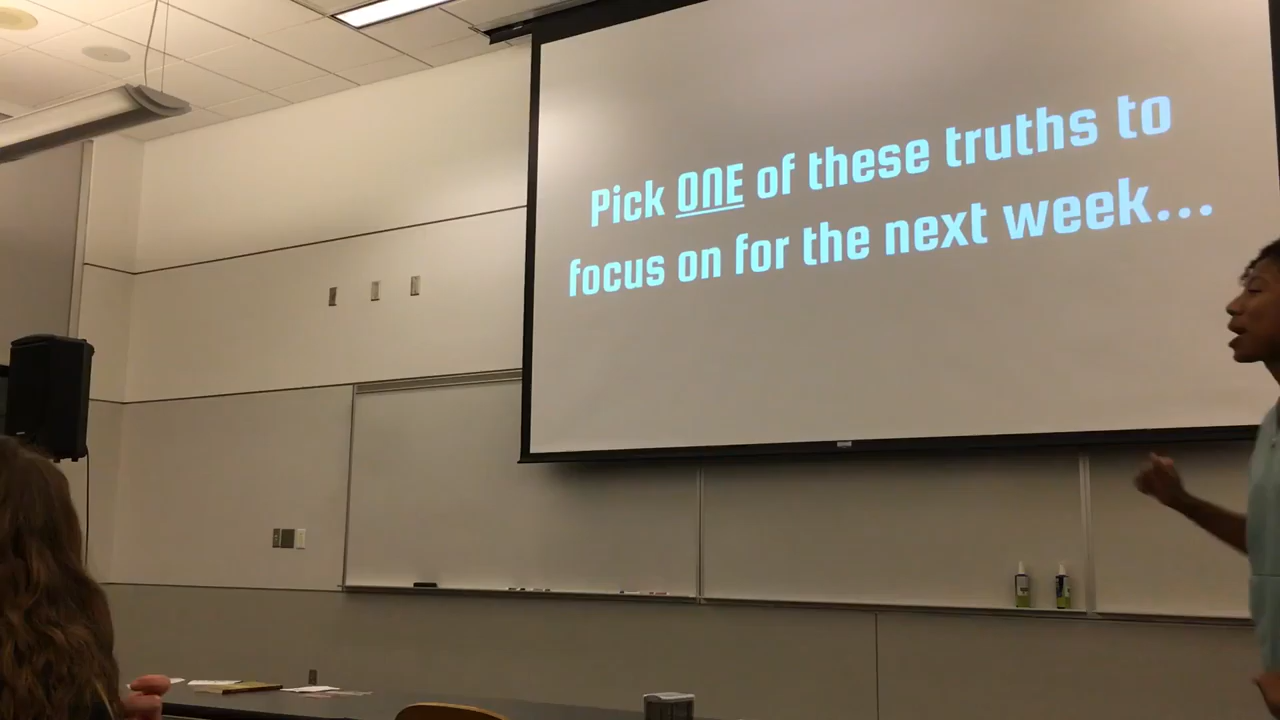 Pick ONE of these truths to
focus on for the next week...